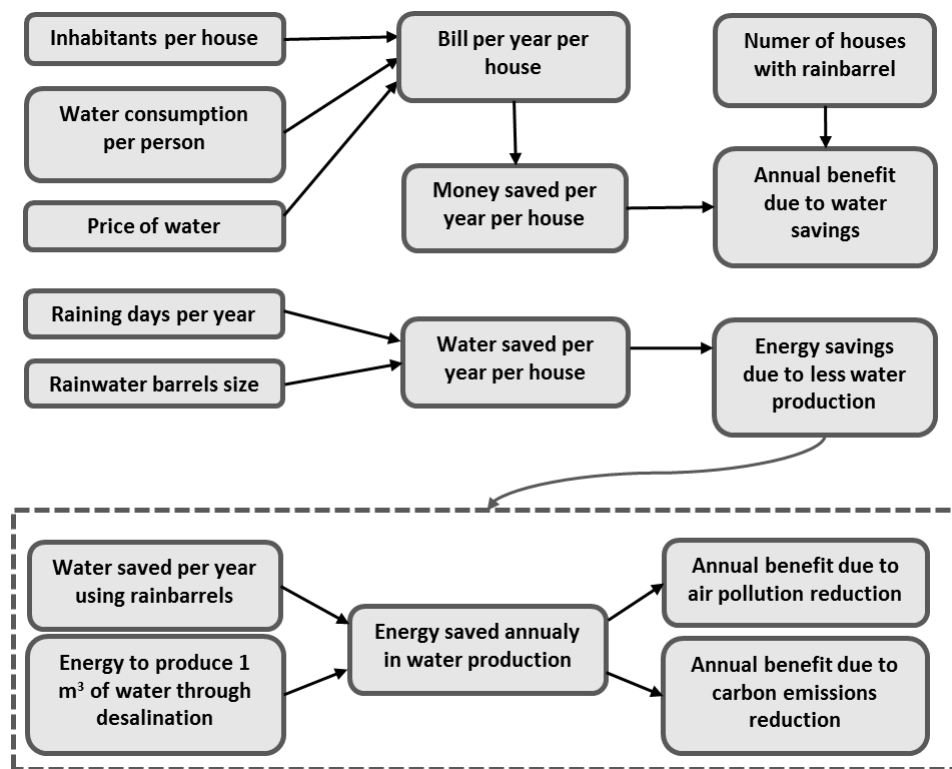 Inhabitants per house
Bill per year per
house
Numer of houses
with rainbarrel
Water consumption
per person
Price of water
Money saved per
year per house
Annual benefit
due to water
savings
Raining days per year
Rainwater barrels size
Water saved per
year per house
Energy savings
due to less water
production
Water saved per year
using rainbarrels
Energy to produce 1
m³ of water through
desalination
Energy saved annualy
in water production
Annual benefit due to
air pollution reduction
Annual benefit due to
carbon emissions
reduction